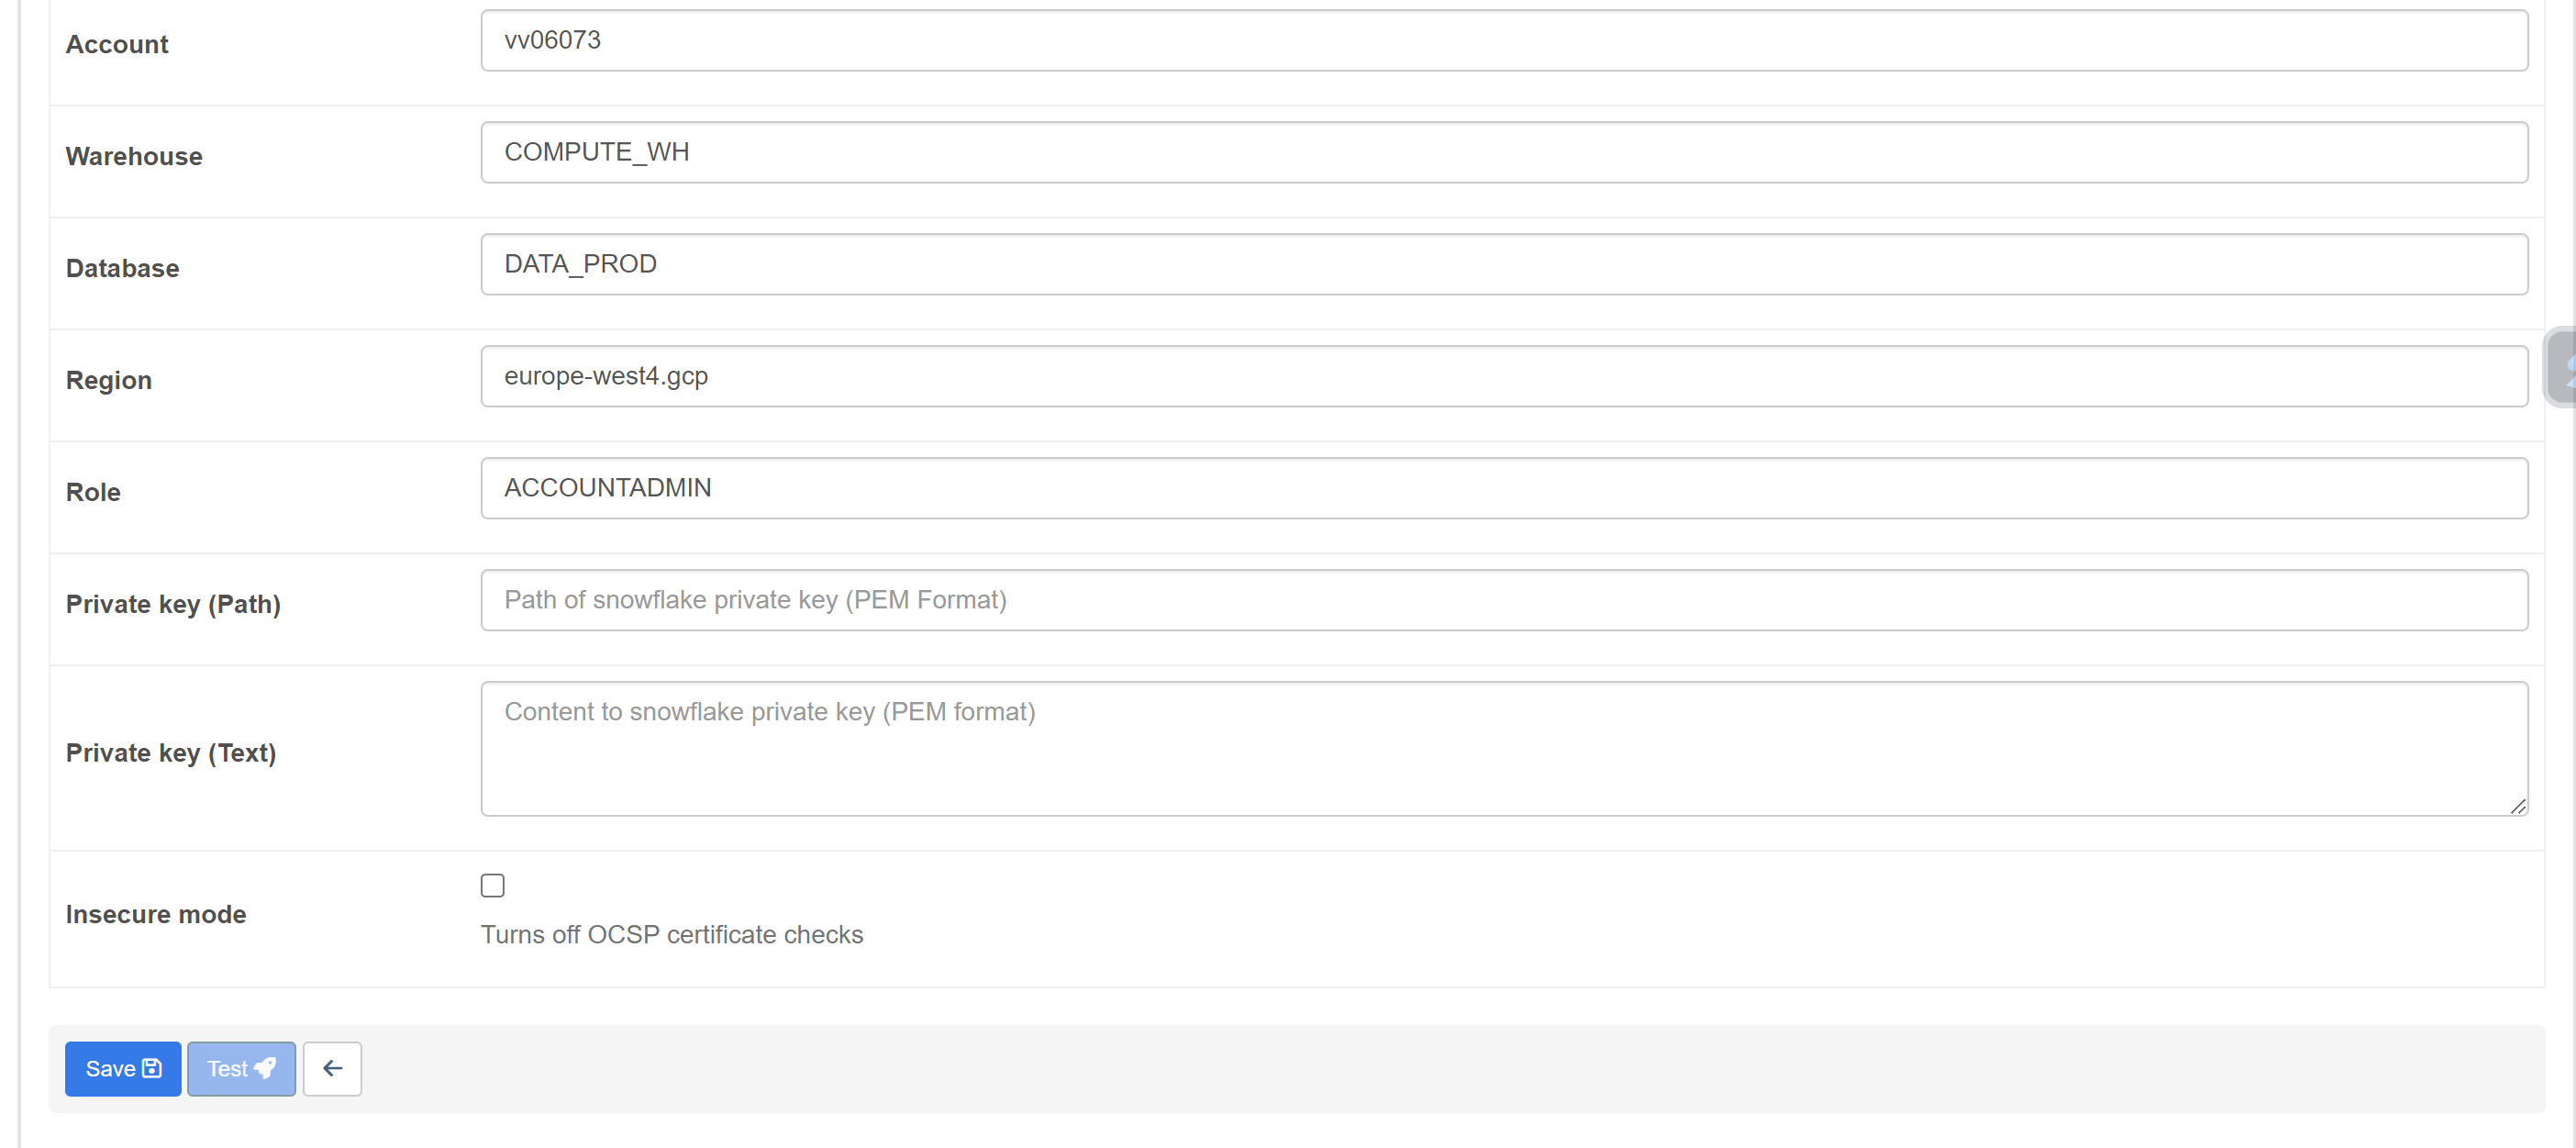 Account
vv06073
Warehouse
COMPUTE_WH
Database
DATA_PROD
Region
europe-west4.gcp
Role
ACCOUNTADMIN
Private key (Path)
Path of snowflake private key (PEM Format)
Private key (Text)
Content to snowflake private key (PEM format)
Insecure mode
Turns off OCSP certificate checks
Save
Test